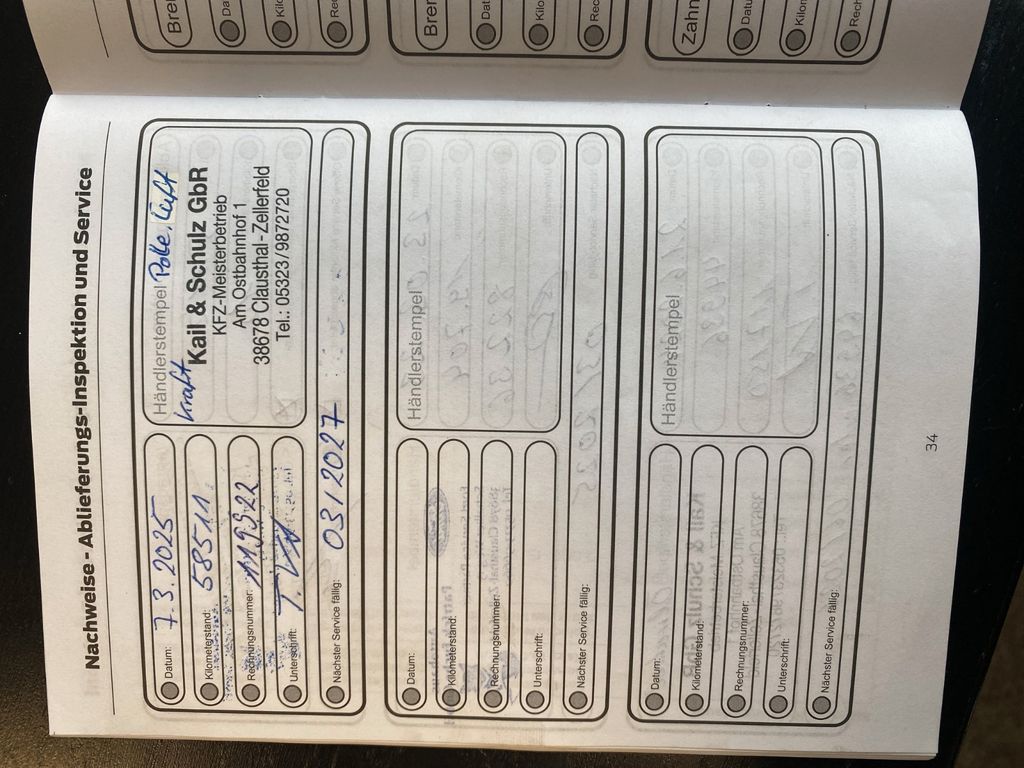 Nachweise - Ablieferungs-Inspektion und Service
Datum: 7.3.2025
Kilometerstand: 58511
Rechnungsnummer: 119922
Unterschrift:
Nächster Service fällig: 03/2027
Händlerstempel Polle, Luft
Kraft
Kail & Schulz GbR
KFZ-Meisterbetrieb
Am Ostbahnhof 1
38678 Clausthal-Zellerfeld
Tel.: 05323/9872720
Datum:
Kilometerstand:
Rechnungsnummer:
Unterschrift:
Nächster Service fällig:
Händlerstempel
Datum:
Kilometerstand:
Rechnungsnummer:
Unterschrift:
Nächster Service fällig:
Händlerstempel
34